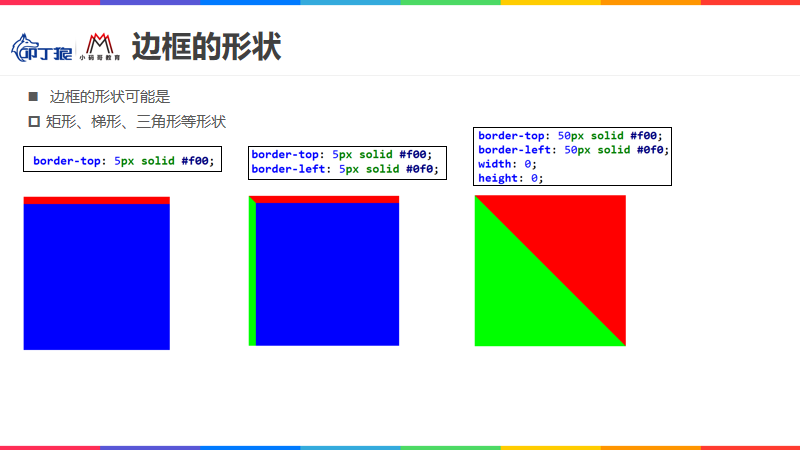 叩丁狼
小码哥教育
边框的形状
边框的形状可能是
矩形、梯形、三角形等形状
border-top: 5px solid #f00;
border-top: 5px solid #f00;
border-left: 5px solid #0f0;
border-top: 50px solid #f00;
border-left: 50px solid #0f0;
width: 0;
height: 0;